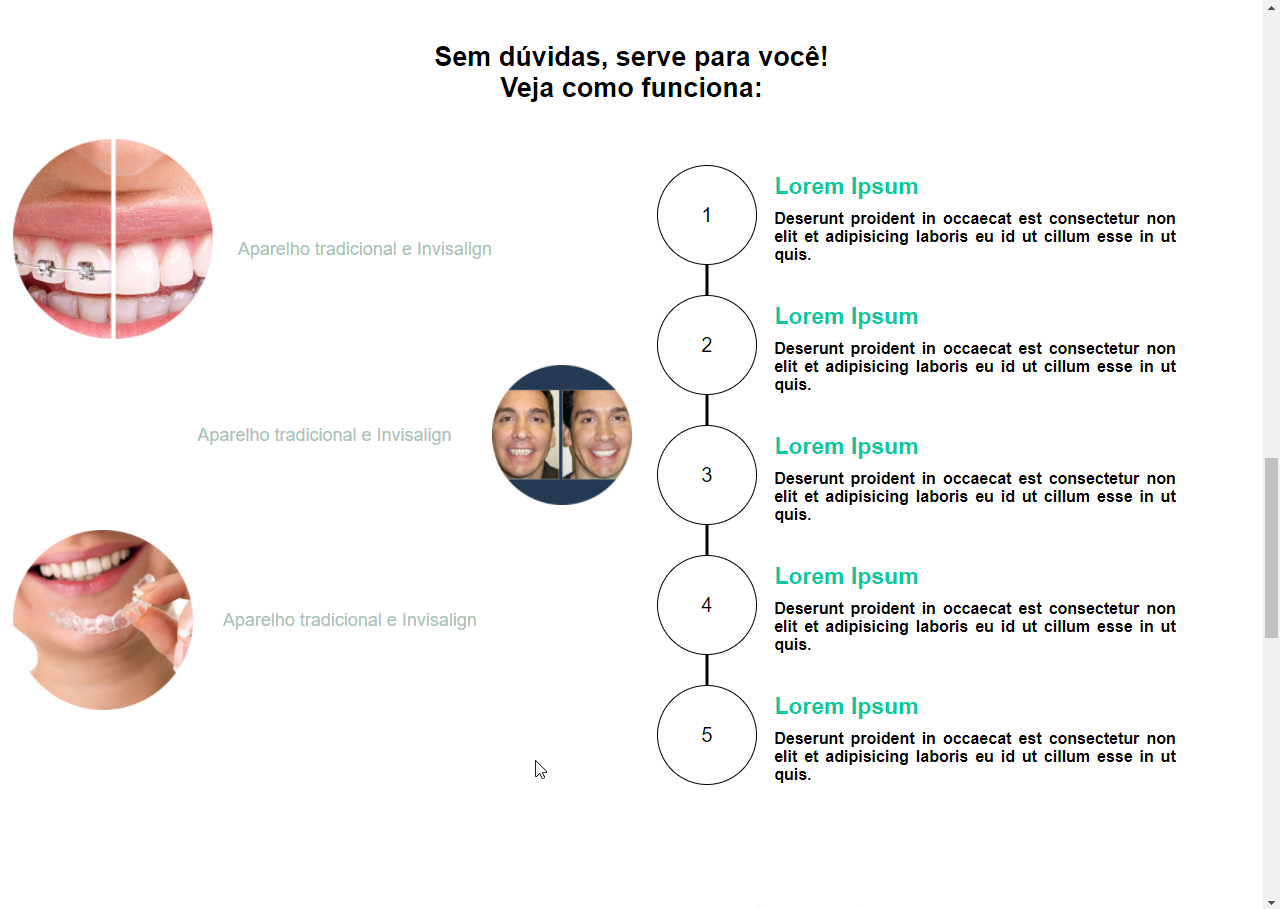 Sem dúvidas, serve para você!
Veja como funciona:
Aparelho tradicional e Invisalign
Aparelho tradicional e Invisalign
Aparelho tradicional e Invisalign
1
Lorem Ipsum
Deserunt proident in occaecat est consectetur non
elit et adipisicing laboris eu id ut cillum esse in ut
quis.
2
Lorem Ipsum
Deserunt proident in occaecat est consectetur non
elit et adipisicing laboris eu id ut cillum esse in ut
quis.
3
Lorem Ipsum
Deserunt proident in occaecat est consectetur non
elit et adipisicing laboris eu id ut cillum esse in ut
quis.
4
Lorem Ipsum
Deserunt proident in occaecat est consectetur non
elit et adipisicing laboris eu id ut cillum esse in ut
quis.
5
Lorem Ipsum
Deserunt proident in occaecat est consectetur non
elit et adipisicing laboris eu id ut cillum esse in ut
quis.